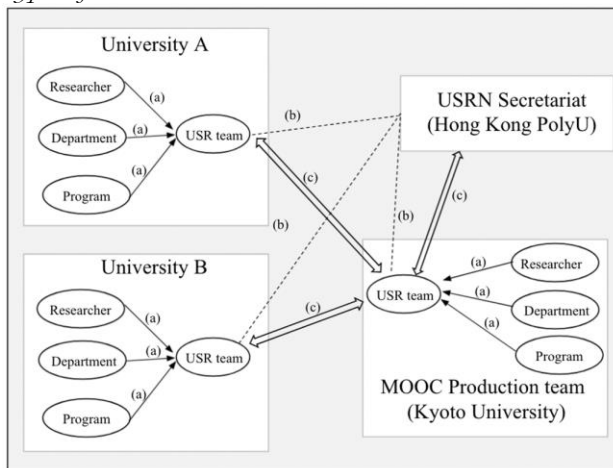 University A
Researcher
(a)
Department
(a)
USR team
Program
(a)
(b)
USRN Secretariat
(Hong Kong PolyU)
(c)
(c)
(b)
(b)
University B
Researcher
(a)
Department
(a)
USR team
Program
(a)
(c)
USR team
Researcher
(a)
Department
(a)
Program
(a)
MOOC Production team
(Kyoto University)